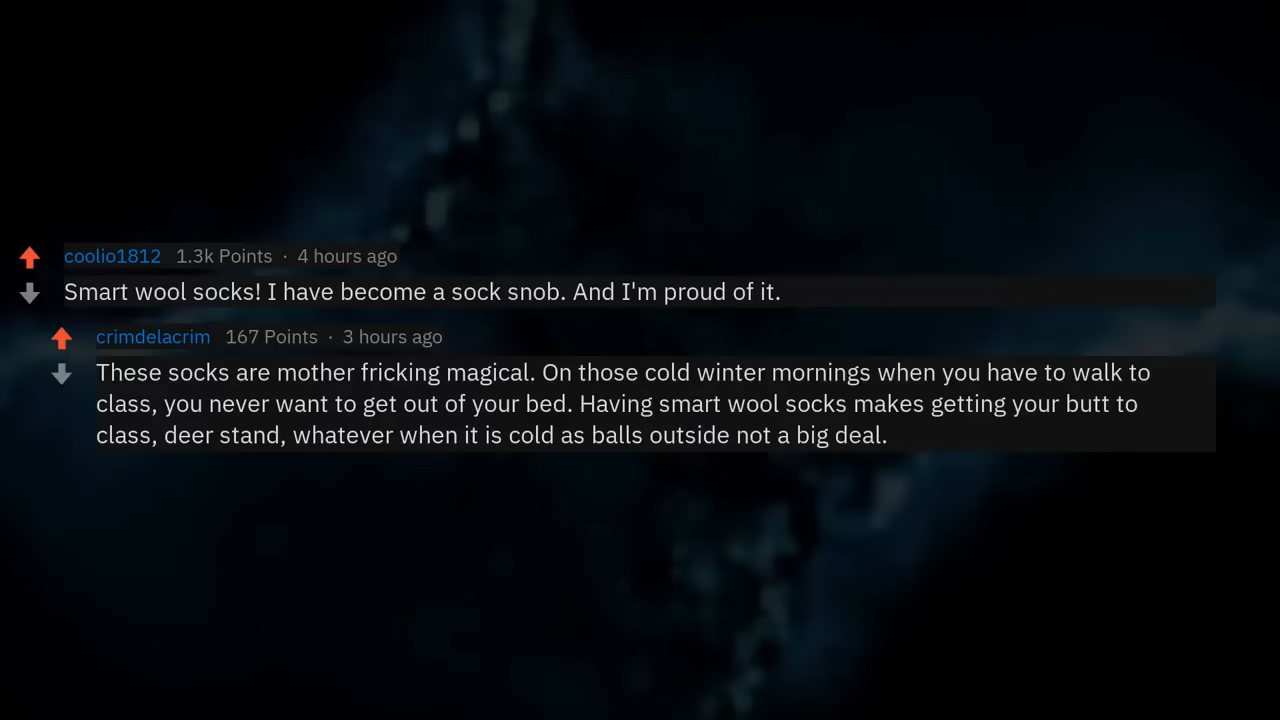 coolio1812 1.3k Points · 4 hours ago
Smart wool socks! I have become a sock snob. And I'm proud of it.
crimdelacrim 167 Points · 3 hours ago
These socks are mother fricking magical. On those cold winter mornings when you have to walk to
class, you never want to get out of your bed. Having smart wool socks makes getting your butt to
class, deer stand, whatever when it is cold as balls outside not a big deal.